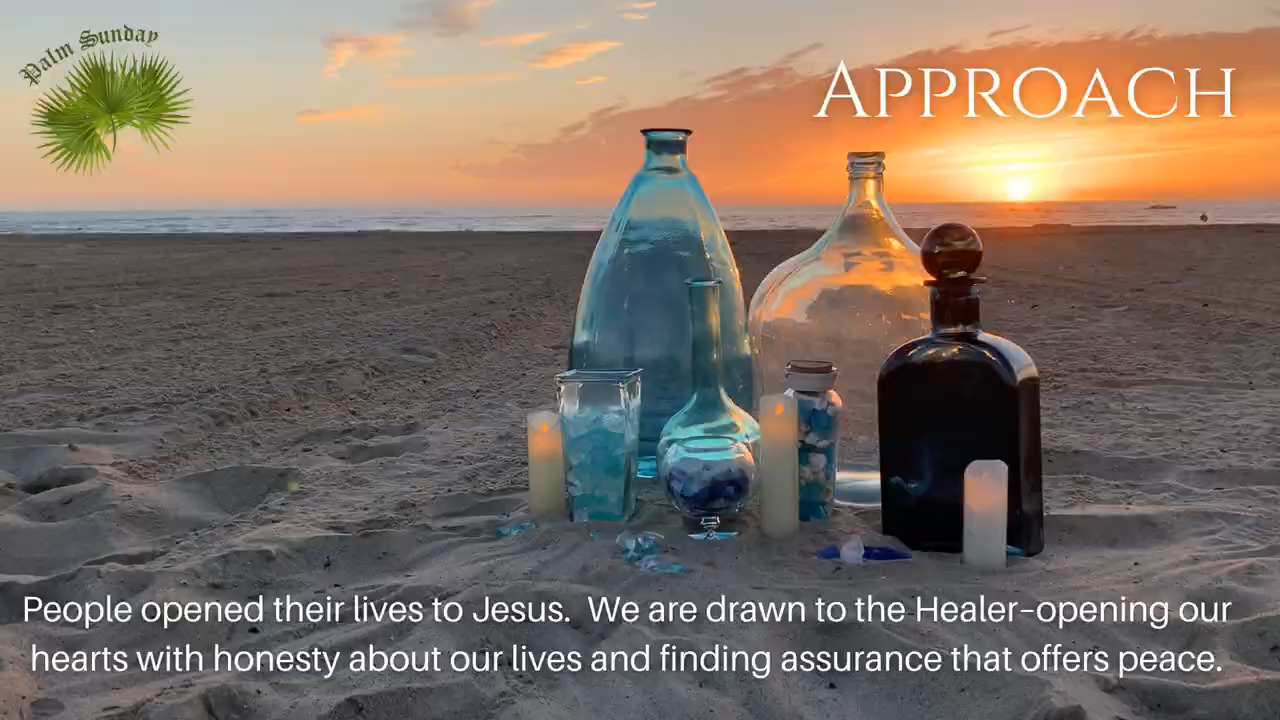 Palm Sunday
APPROACH
People opened their lives to Jesus.  We are drawn to the Healer–opening our
hearts with honesty about our lives and finding assurance that offers peace.